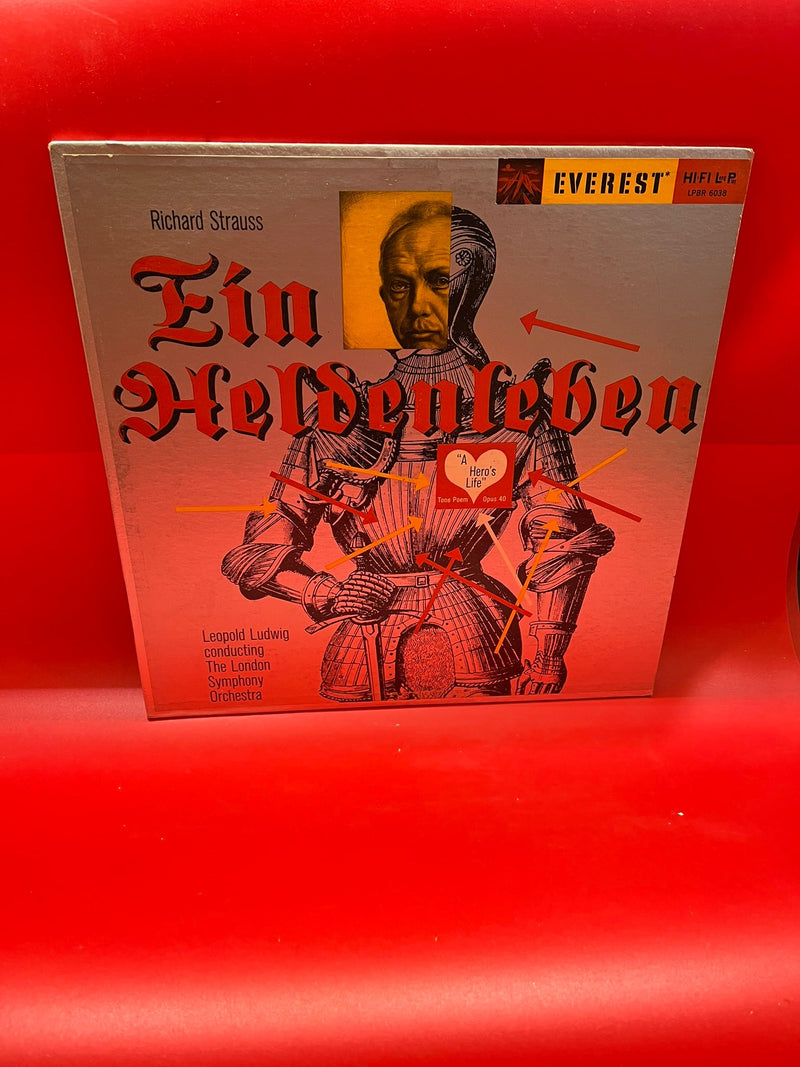 EVEREST*
HI-FI L&R
LPBR 6038
Richard Strauss
Ein
Heldenleben
"A
Hero's
Life"
Tone Poem Opus 40
Leopold Ludwig
conducting
The London
Symphony
Orchestra